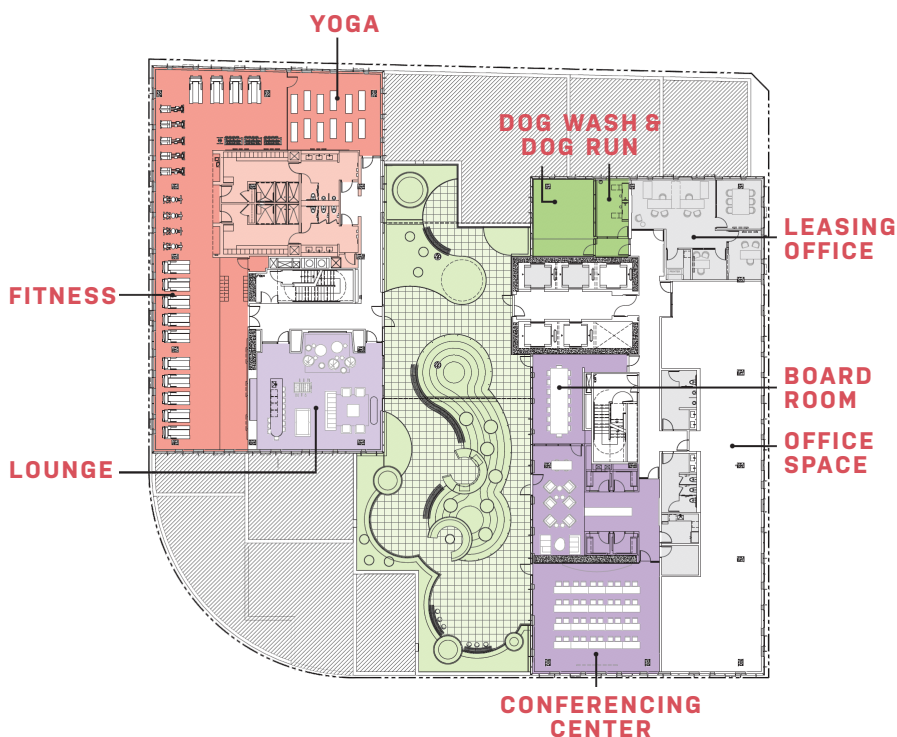 YOGA
DOG WASH &
DOG RUN
LEASING
OFFICE
FITNESS
BOARD
ROOM
OFFICE
SPACE
LOUNGE
CONFERENCING
CENTER